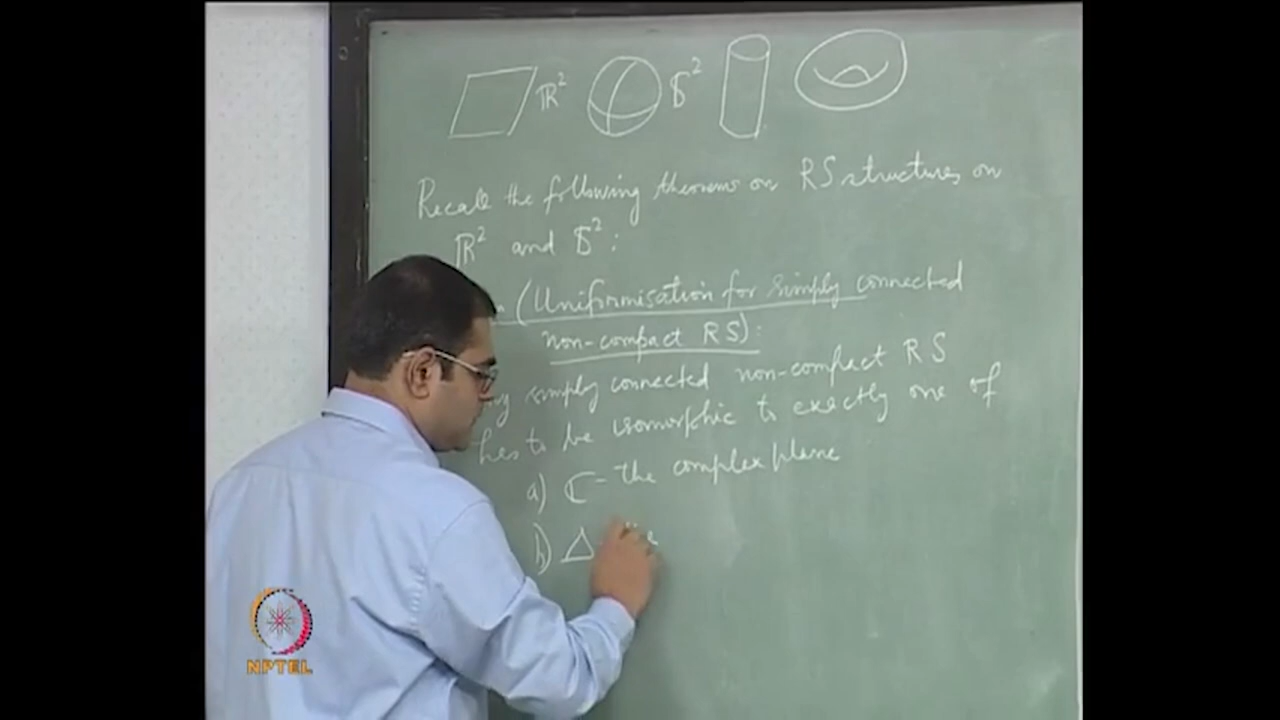 ℝ² 𝕊²
Recall the following theorems on RS structures on
ℝ² and 𝕊²:
(Uniformisation for simply connected
non-compact RS):
simply connected non-compact RS
has to be isomorphic to exactly one of
a) ℂ - the complex plane
b) Δ
NPTEL